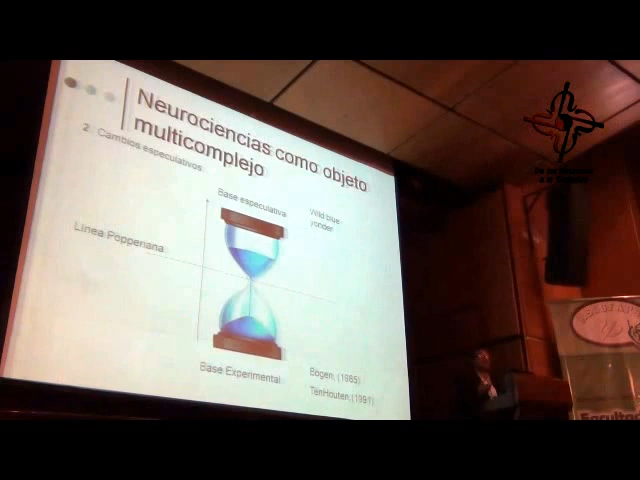 Neurociencias como objeto
multicomplejo
2. Cambios especulativos
Base especulativa
Wild blue
yonder
Línea Popperiana
Base Experimental
Bogen, (1985)
TenHouten (1991)
Facultad